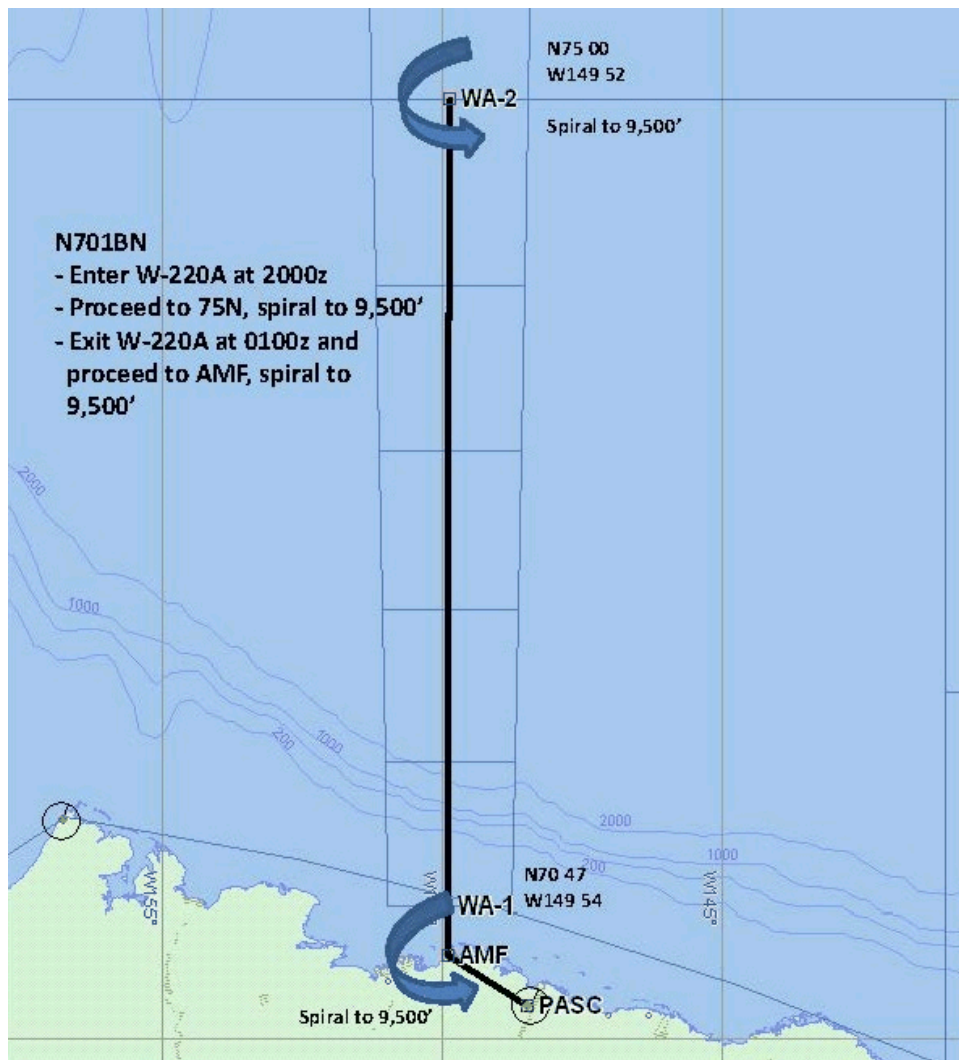 N75 00
W149 52
WA-2
Spiral to 9,500'
N701BN
- Enter W-220A at 2000z
- Proceed to 75N, spiral to 9,500'
- Exit W-220A at 0100z and
proceed to AMF, spiral to
9,500'
2000
1000
200
1000
2000
1000
200
N70 47
W149 54
W155°
W145°
WA-1
AMF
PASC
Spiral to 9,500'